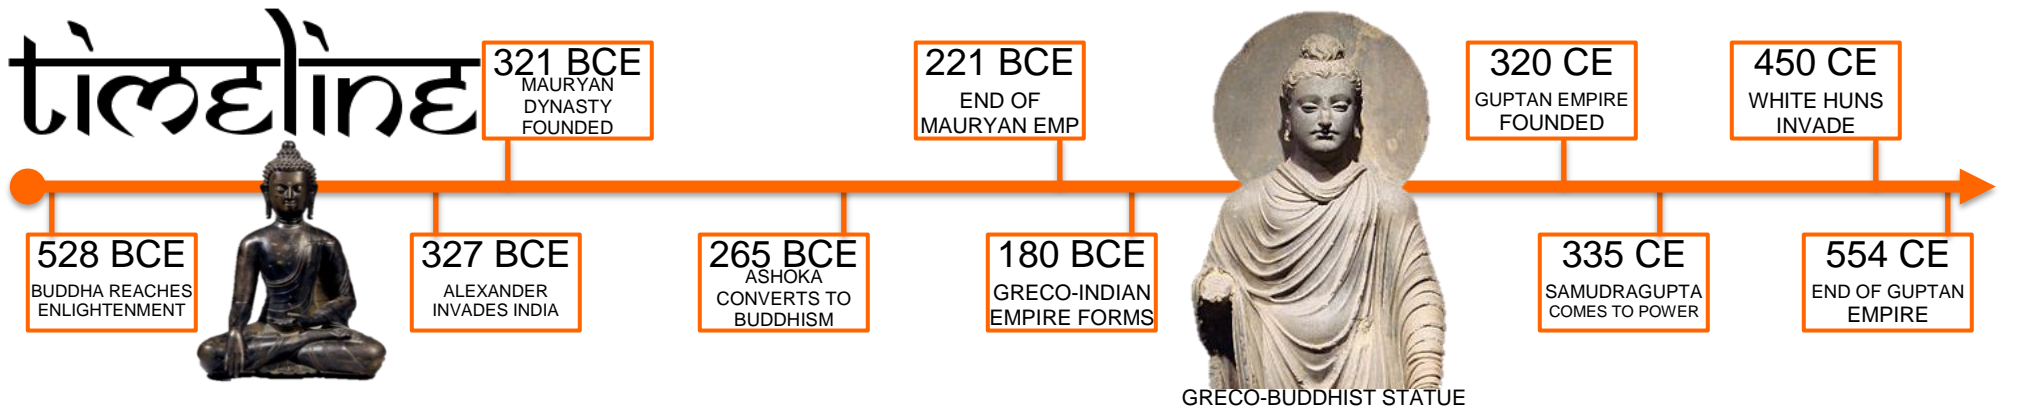 timeline
528 BCE
BUDDHA REACHES
ENLIGHTENMENT
327 BCE
ALEXANDER
INVADES INDIA
321 BCE
MAURYAN
DYNASTY
FOUNDED
265 BCE
ASHOKA
CONVERTS TO
BUDDHISM
221 BCE
END OF
MAURYAN EMP
180 BCE
GRECO-INDIAN
EMPIRE FORMS
GRECO-BUDDHIST STATUE
320 CE
GUPTAN EMPIRE
FOUNDED
335 CE
SAMUDRAGUPTA
COMES TO POWER
450 CE
WHITE HUNS
INVADE
554 CE
END OF GUPTAN
EMPIRE